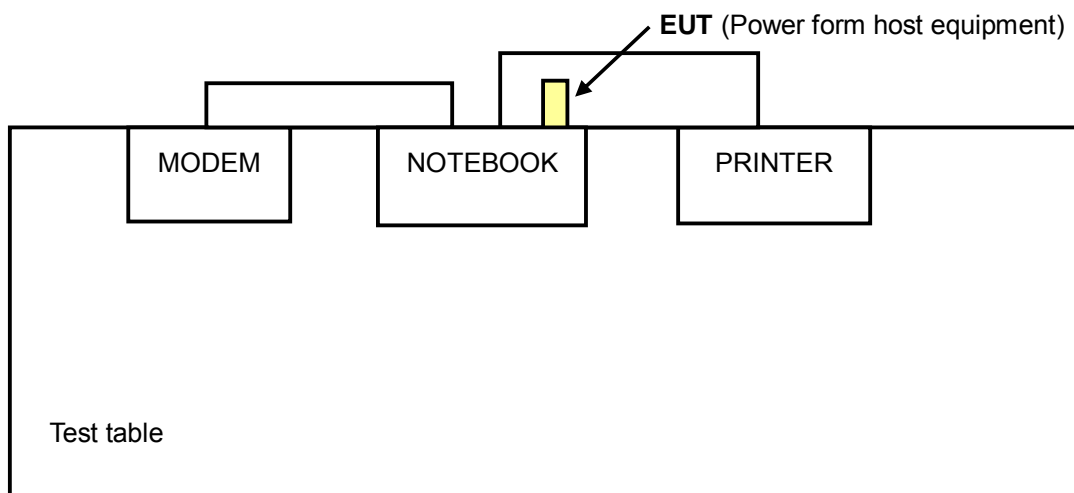 EUT (Power form host equipment)
MODEM
NOTEBOOK
PRINTER
Test table